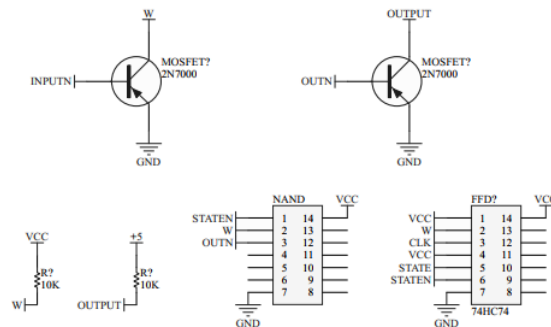 W
OUTPUT
MOSFET?
2N7000
INPUTN
GND
MOSFET?
2N7000
OUTN
GND
VCC
R?
10K
W
+5
R?
10K
OUTPUT
NAND
VCC
STATEN 1 14
W 2 13
OUTN 3 12
4 11
5 10
6 9
7 8
GND
FFD?
VCC
VCC 1 14
W 2 13
CLK 3 12
VCC 4 11
STATE 5 10
STATEN 6 9
7 8
74HC74
GND